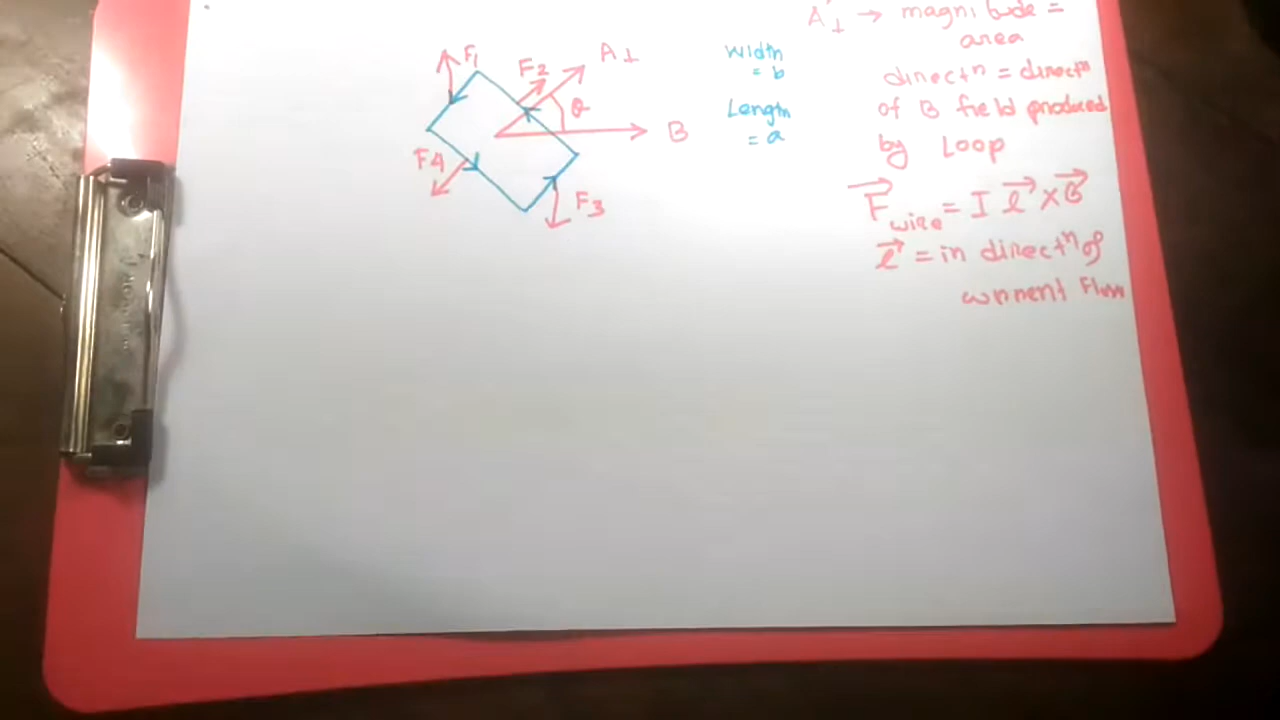 A⊥ → magnitude =
area
directⁿ = directⁿ
of B field produced
by Loop
F⃗wire = I l⃗ × B⃗
l⃗ = in directⁿ of
current Flow
Width
= b
Length
= a
F1
F2
A⊥
θ
B
F4
F3